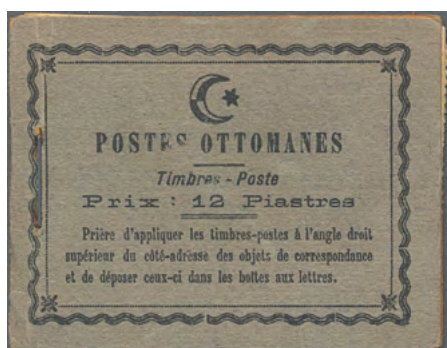 POSTES OTTOMANES
Timbres - Poste
Prix : 12 Piastres
Prière d'appliquer les timbres-postes à l'angle droit
supérieur du côté-adresse des objets de correspondance
et de déposer ceux-ci dans les boîtes aux lettres.